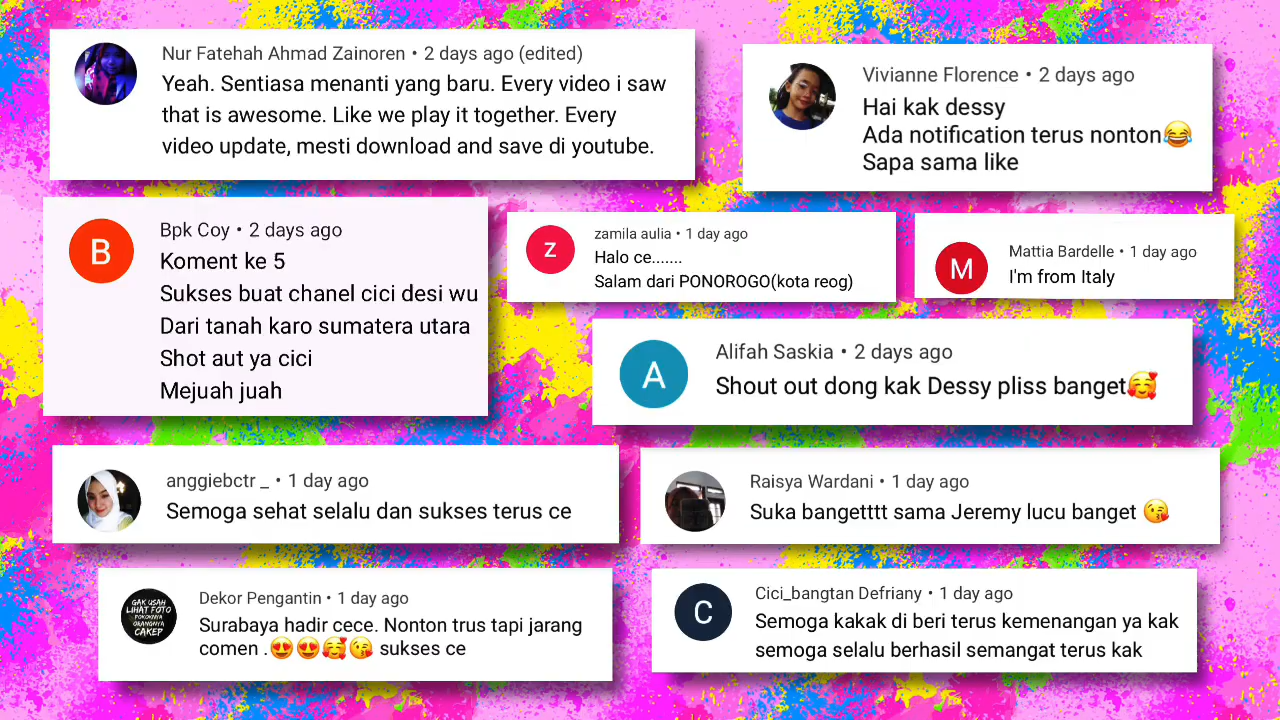 Nur Fatehah Ahmad Zainoren • 2 days ago (edited)
Yeah. Sentiasa menanti yang baru. Every video i saw
that is awesome. Like we play it together. Every
video update, mesti download and save di youtube.
Vivianne Florence • 2 days ago
Hai kak dessy
Ada notification terus nonton😂
Sapa sama like
B
Bpk Coy • 2 days ago
Koment ke 5
Sukses buat chanel cici desi wu
Dari tanah karo sumatera utara
Shot aut ya cici
Mejuah juah
z
zamila aulia • 1 day ago
Halo ce.......
Salam dari PONOROGO(kota reog)
M
Mattia Bardelle • 1 day ago
I'm from Italy
A
Alifah Saskia • 2 days ago
Shout out dong kak Dessy pliss banget🥰
anggiebctr _ • 1 day ago
Semoga sehat selalu dan sukses terus ce
Raisya Wardani • 1 day ago
Suka bangetttt sama Jeremy lucu banget 😘
GAK USAH
LIHAT FOTO
POKOKNYA
ORANGNYA
CAKEP
Dekor Pengantin • 1 day ago
Surabaya hadir cece. Nonton trus tapi jarang
comen .😍😍🥰😘 sukses ce
C
Cici_bangtan Defriany • 1 day ago
Semoga kakak di beri terus kemenangan ya kak
semoga selalu berhasil semangat terus kak